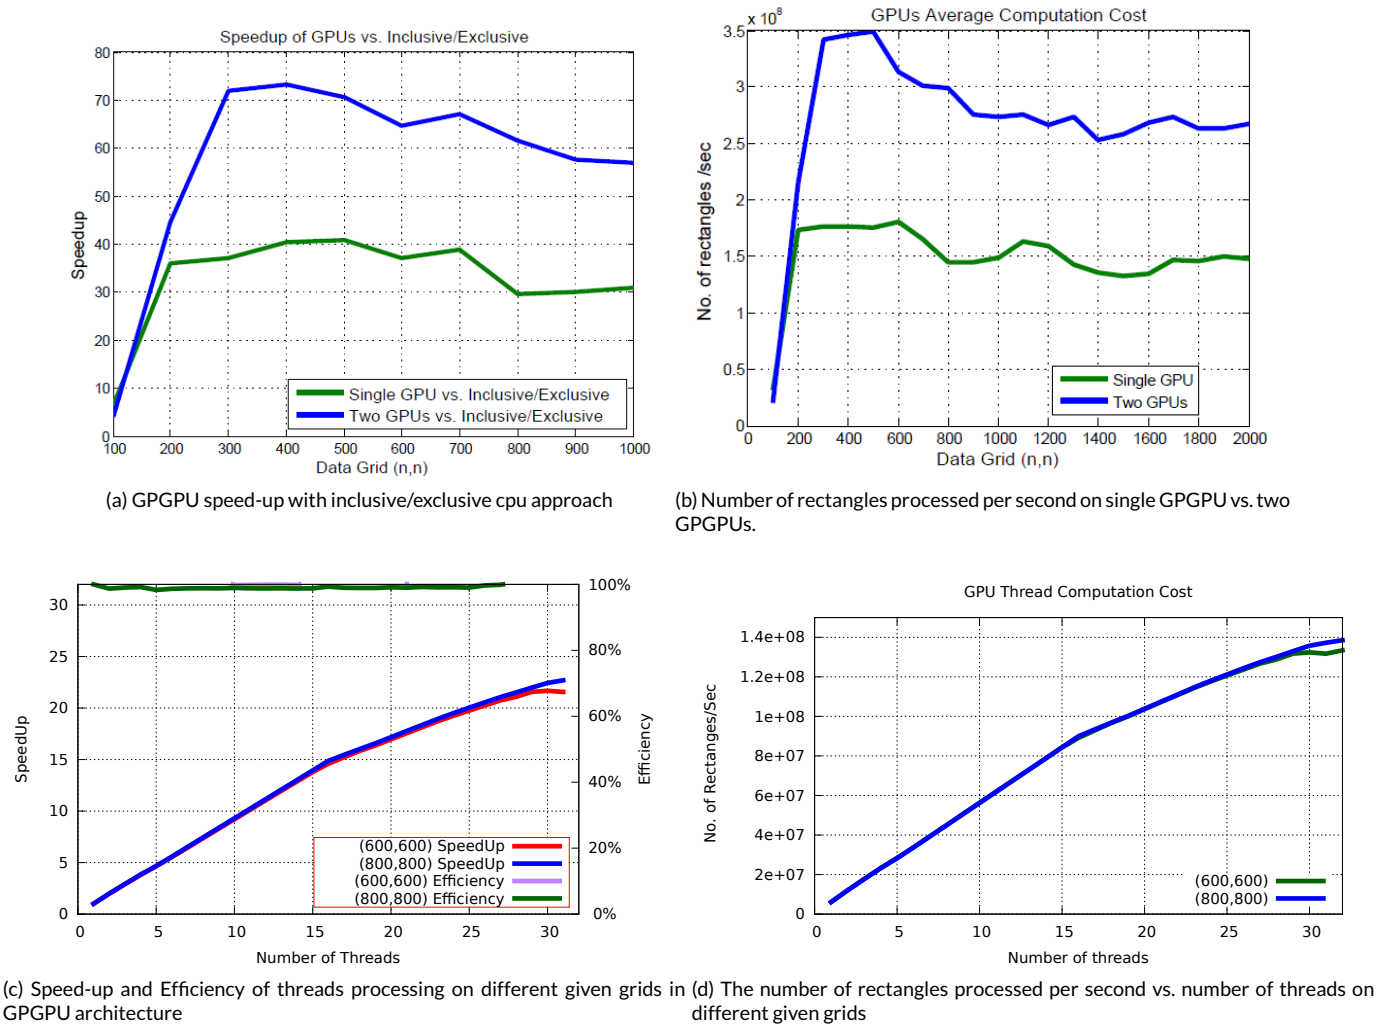 Speedup of GPUs vs. Inclusive/Exclusive
80
70
60
50
40
30
20
10
0
Speedup
100 200 300 400 500 600 700 800 900 1000
Data Grid (n,n)
Single GPU vs. Inclusive/Exclusive
Two GPUs vs. Inclusive/Exclusive
(a) GPGPU speed-up with inclusive/exclusive cpu approach
GPUs Average Computation Cost
x 10⁸
3.5
3
2.5
2
1.5
1
0.5
0
No. of rectangles /sec
0 200 400 600 800 1000 1200 1400 1600 1800 2000
Data Grid (n,n)
Single GPU
Two GPUs
(b) Number of rectangles processed per second on single GPGPU vs. two
GPGPUs.
30
25
20
15
10
5
0
SpeedUp
100%
80%
60%
40%
20%
0%
Efficiency
(600,600) SpeedUp
(800,800) SpeedUp
(600,600) Efficiency
(800,800) Efficiency
0 5 10 15 20 25 30
Number of Threads
(c) Speed-up and Efficiency of threads processing on different given grids in
GPGPU architecture
GPU Thread Computation Cost
1.4e+08
1.2e+08
1e+08
8e+07
6e+07
4e+07
2e+07
0
No. of Rectanges/Sec
(600,600)
(800,800)
0 5 10 15 20 25 30
Number of threads
(d) The number of rectangles processed per second vs. number of threads on
different given grids